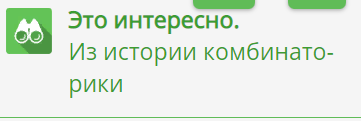 Это интересно.
Из истории комбинато-
рики